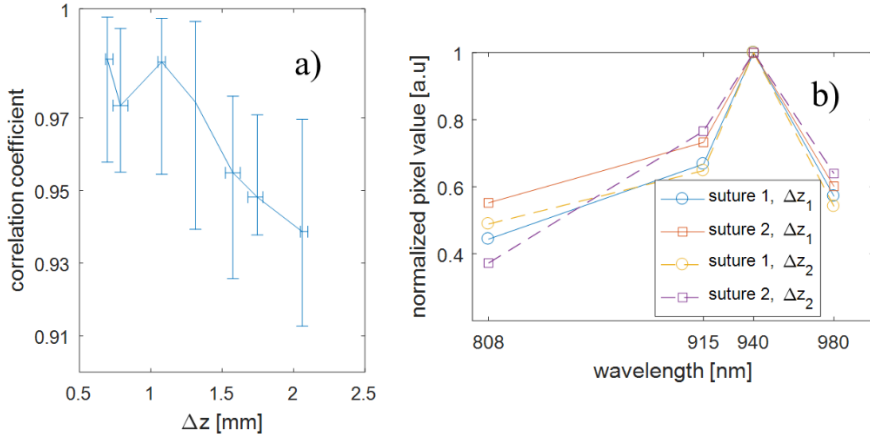 a)
1
0.97
0.95
0.93
0.91
correlation coefficient
0.5
1
1.5
2
2.5
Δz [mm]
b)
1
0.8
0.6
0.4
normalized pixel value [a.u]
suture 1, Δz₁
suture 2, Δz₁
suture 1, Δz₂
suture 2, Δz₂
808
915
940
980
wavelength [nm]